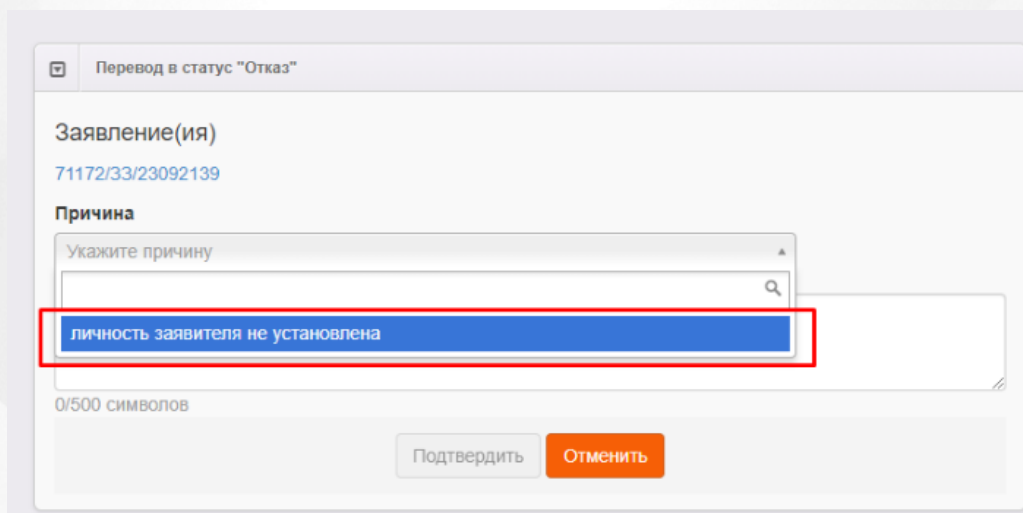 Перевод в статус "Отказ"
Заявление(ия)
71172/ЗЗ/23092139
Причина
Укажите причину
личность заявителя не установлена
0/500 символов
Подтвердить
Отменить